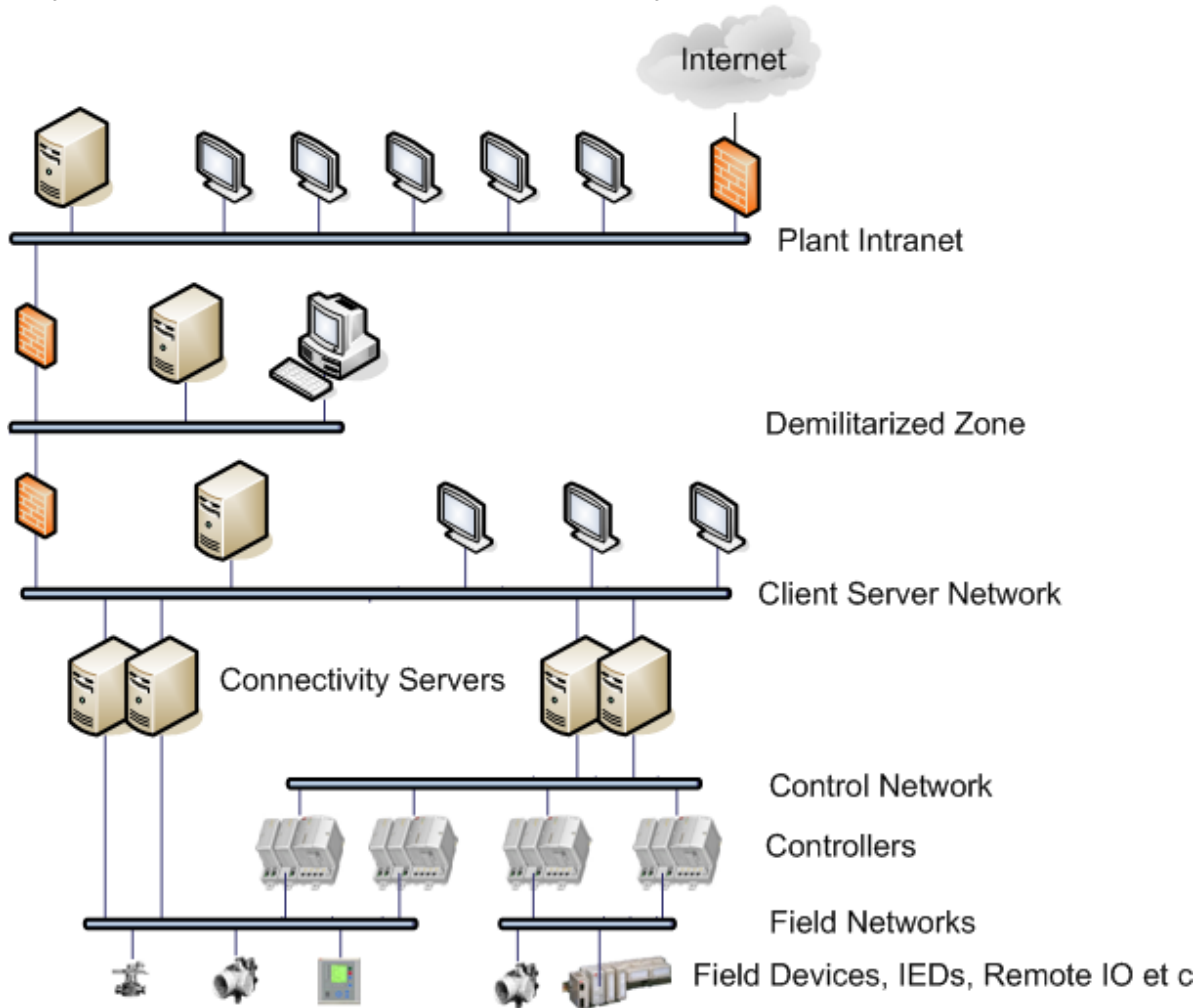 Internet
Plant Intranet
Demilitarized Zone
Client Server Network
Connectivity Servers
Control Network
Controllers
Field Networks
Field Devices, IEDs, Remote IO et c